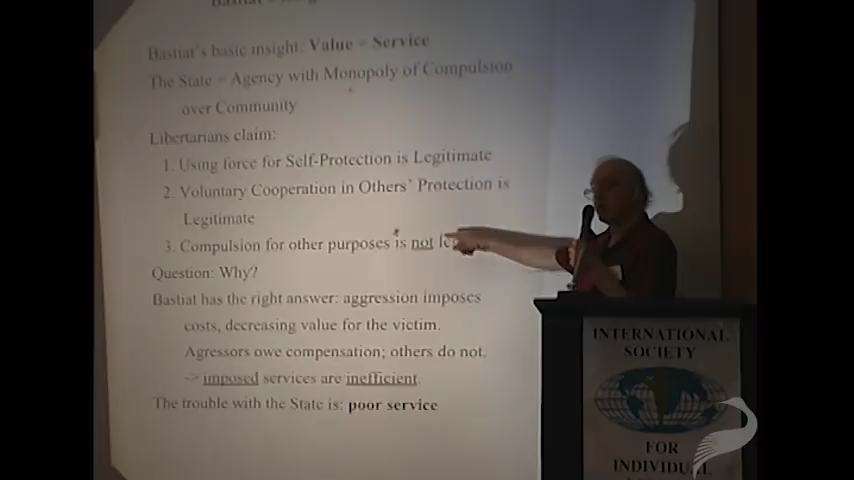 Bastiat's basic insight: Value = Service
The State = Agency with Monopoly of Compulsion
over Community
Libertarians claim:
1. Using force for Self-Protection is Legitimate
2. Voluntary Cooperation in Others' Protection is
Legitimate
3. Compulsion for other purposes is not
Question: Why?
Bastiat has the right answer: aggression imposes
costs, decreasing value for the victim.
Agressors owe compensation; others do not.
-> imposed services are inefficient.
The trouble with the State is: poor service
INTERNATIONAL
SOCIETY
FOR
INDIVIDUAL